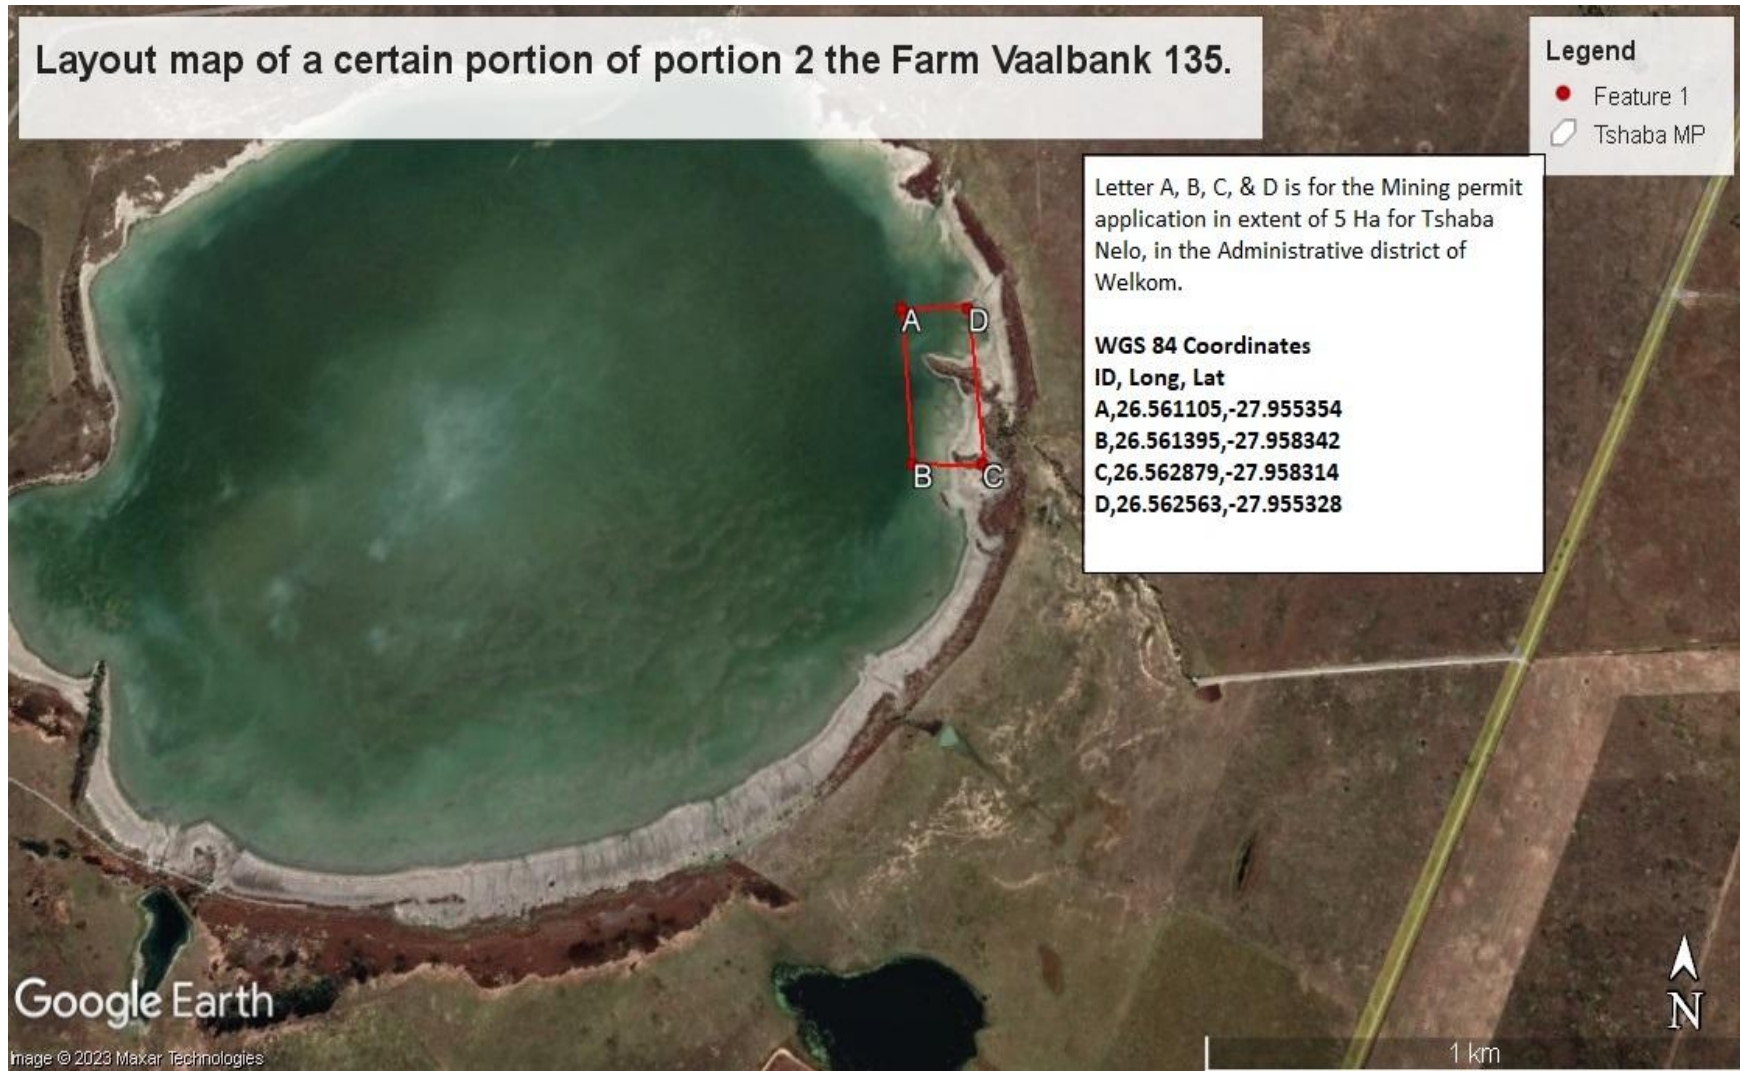 Layout map of a certain portion of portion 2 the Farm Vaalbank 135.
Legend
Feature 1
Tshaba MP
Letter A, B, C, & D is for the Mining permit
application in extent of 5 Ha for Tshaba
Nelo, in the Administrative district of
Welkom.
WGS 84 Coordinates
ID, Long, Lat
A,26.561105,-27.955354
B,26.561395,-27.958342
C,26.562879,-27.958314
D,26.562563,-27.955328
A
D
B
C
Google Earth
Image © 2023 Maxar Technologies
N
1 km